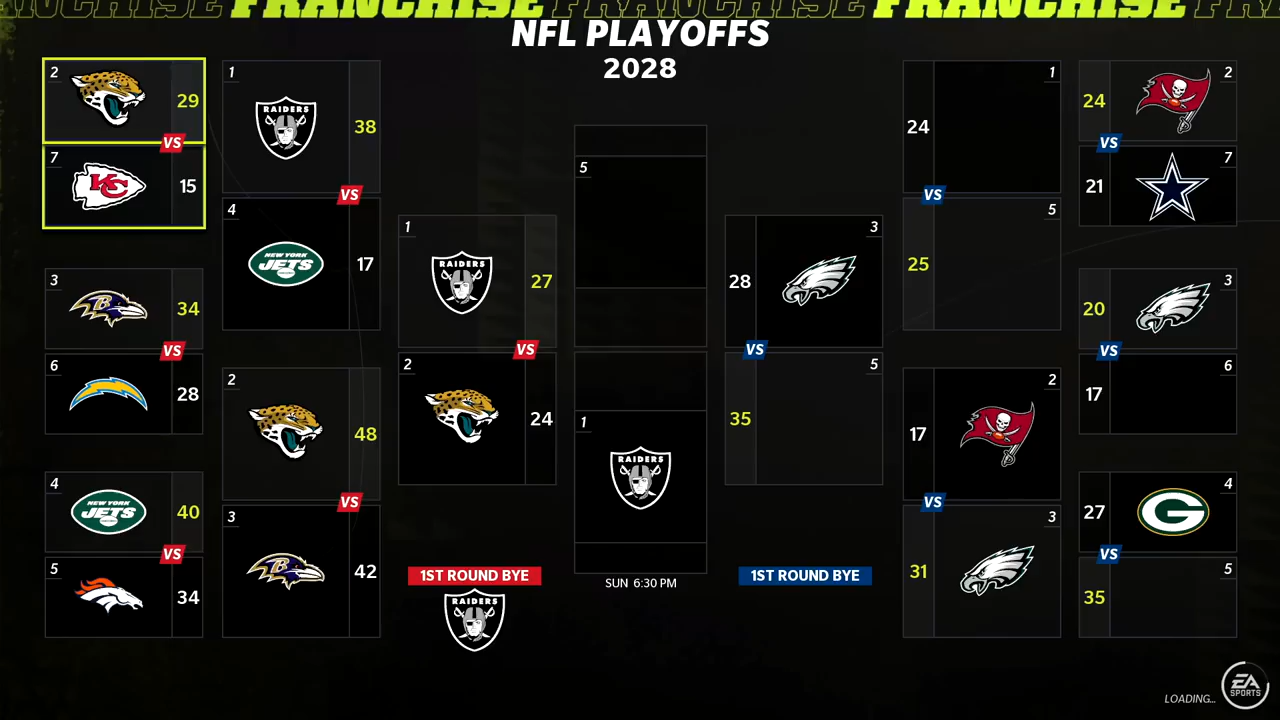 FRANCHISE FRANCHISE FRANCHISE FRANCHISE FRAN
NFL PLAYOFFS
2028
2
29
VS
7
KC
15
3
B
34
VS
6
28
4
NEW YORK
JETS
40
VS
5
34
1
RAIDERS
38
VS
4
NEW YORK
JETS
17
2
48
VS
3
B
42
1
RAIDERS
27
VS
2
24
1ST ROUND BYE
RAIDERS
5
1
RAIDERS
SUN 6:30 PM
3
28
VS
5
35
1ST ROUND BYE
1
24
VS
5
25
2
17
VS
3
31
2
24
VS
7
21
3
20
VS
6
17
4
27
G
VS
5
35
LOADING...
EA
SPORTS